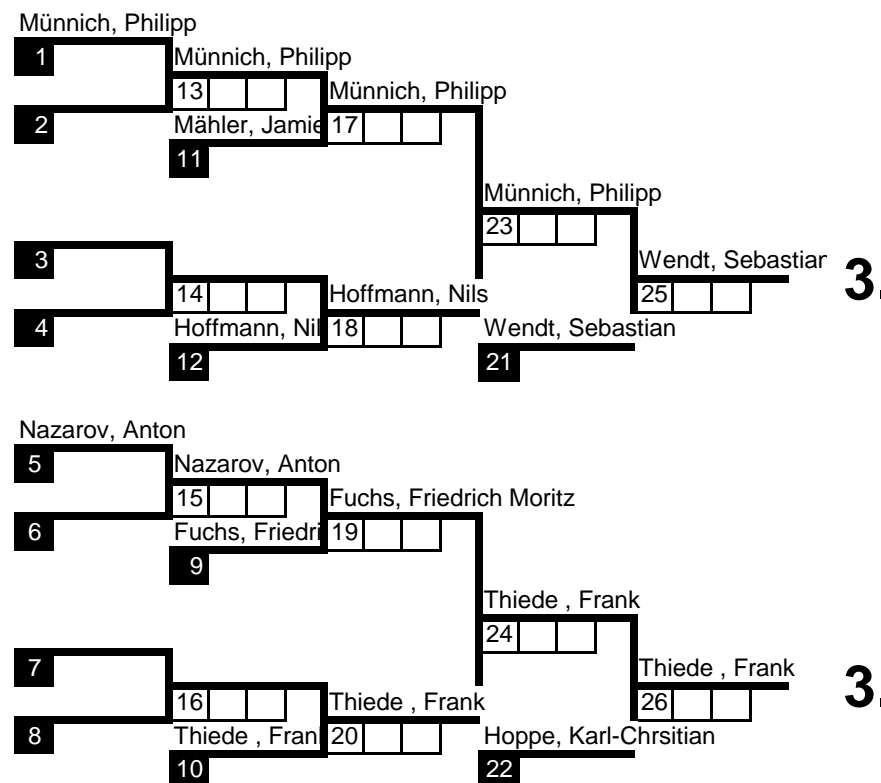 Münnich, Philipp
1
Münnich, Philipp
13
Münnich, Philipp
2
Mähler, Jamie
17
11
Münnich, Philipp
23
3
Wendt, Sebastian
3.
14
Hoffmann, Nils
25
4
Hoffmann, Nil
18
Wendt, Sebastian
12
21
Nazarov, Anton
5
Nazarov, Anton
15
Fuchs, Friedrich Moritz
6
Fuchs, Friedri
19
9
Thiede , Frank
24
7
Thiede , Frank
3.
16
Thiede , Frank
26
8
Thiede , Fran
20
Hoppe, Karl-Chrsitian
10
22